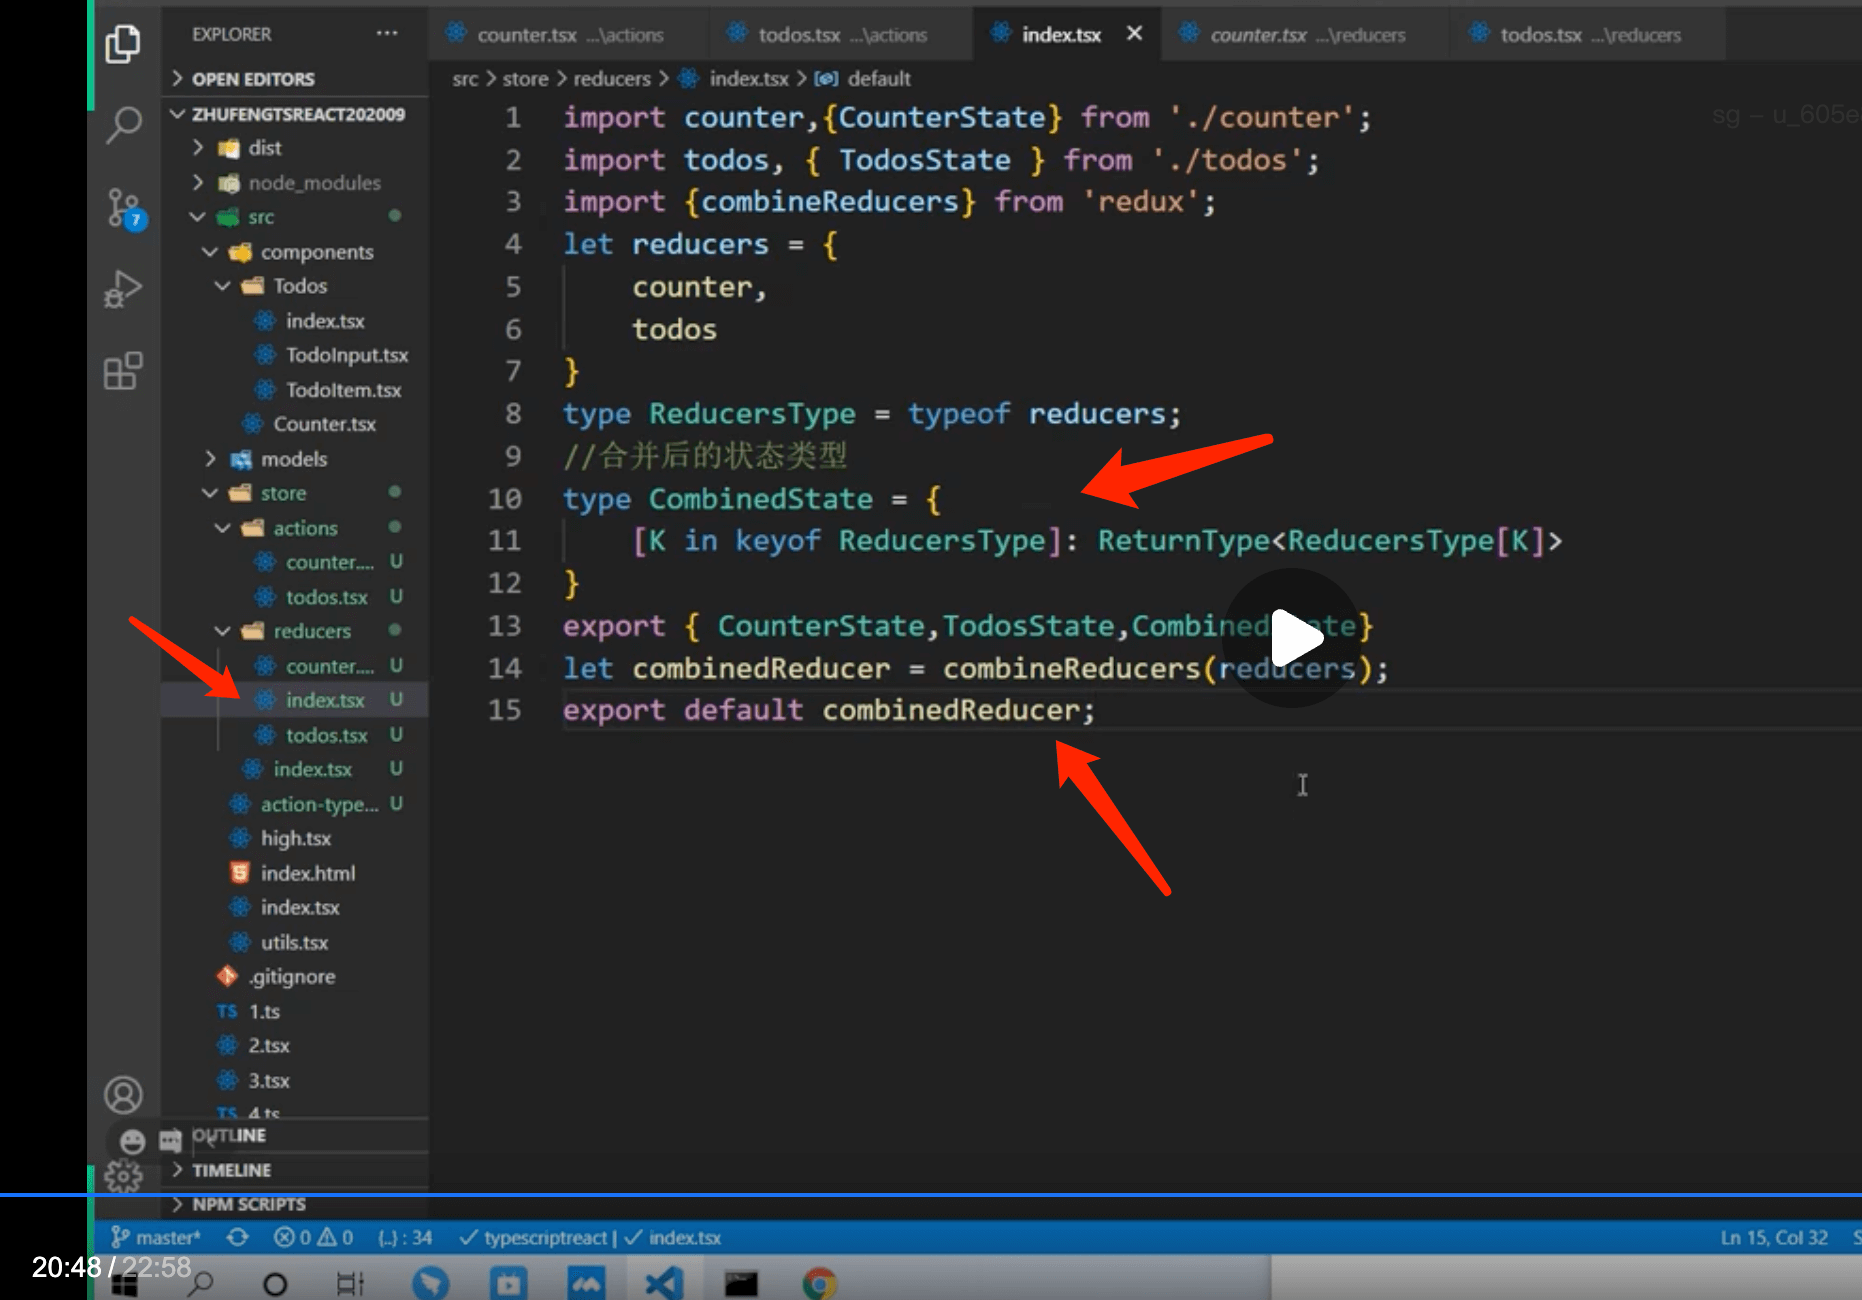 EXPLORER ...
OPEN EDITORS
ZHUFENGTSREACT202009
dist
node_modules
src
components
Todos
index.tsx
TodoInput.tsx
TodoItem.tsx
Counter.tsx
models
store
actions
counter.... U
todos.tsx U
reducers
counter.... U
index.tsx U
todos.tsx U
index.tsx U
action-type... U
high.tsx
index.html
index.tsx
utils.tsx
.gitignore
TS 1.ts
2.tsx
3.tsx
TS 4.ts
OUTLINE
TIMELINE
NPM SCRIPTS
7
counter.tsx ...\actions
todos.tsx ...\actions
index.tsx
counter.tsx ...\reducers
todos.tsx ...\reducers
src > store > reducers > index.tsx > default
sg – u_605e
1 import counter,{CounterState} from './counter';
2 import todos, { TodosState } from './todos';
3 import {combineReducers} from 'redux';
4 let reducers = {
5 counter,
6 todos
7 }
8 type ReducersType = typeof reducers;
9 //合并后的状态类型
10 type CombinedState = {
11 [K in keyof ReducersType]: ReturnType<ReducersType[K]>
12 }
13 export { CounterState,TodosState,CombinedState}
14 let combinedReducer = combineReducers(reducers);
15 export default combinedReducer;
master* 0 0 {..} : 34 typescriptreact | index.tsx Ln 15, Col 32
20:48 / 22:58